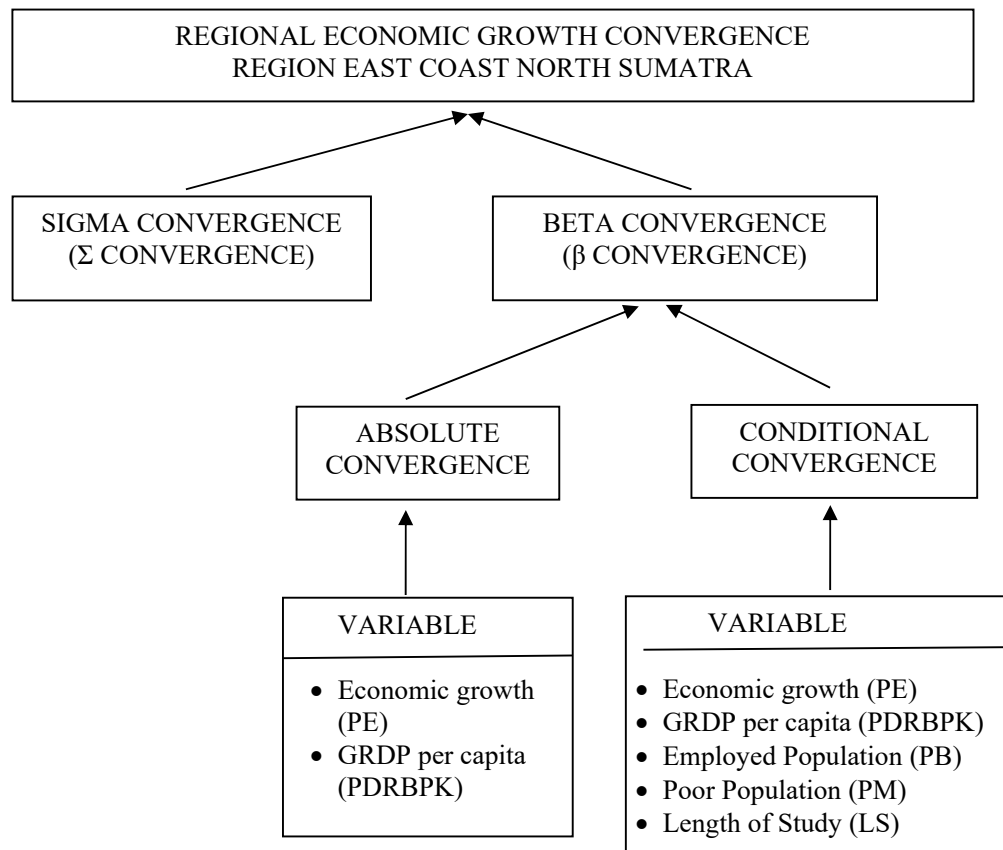 REGIONAL ECONOMIC GROWTH CONVERGENCE
REGION EAST COAST NORTH SUMATRA
SIGMA CONVERGENCE
(Σ CONVERGENCE)
BETA CONVERGENCE
(β CONVERGENCE)
ABSOLUTE
CONVERGENCE
CONDITIONAL
CONVERGENCE
VARIABLE
• Economic growth
(PE)
• GRDP per capita
(PDRBPK)
VARIABLE
• Economic growth (PE)
• GRDP per capita (PDRBPK)
• Employed Population (PB)
• Poor Population (PM)
• Length of Study (LS)